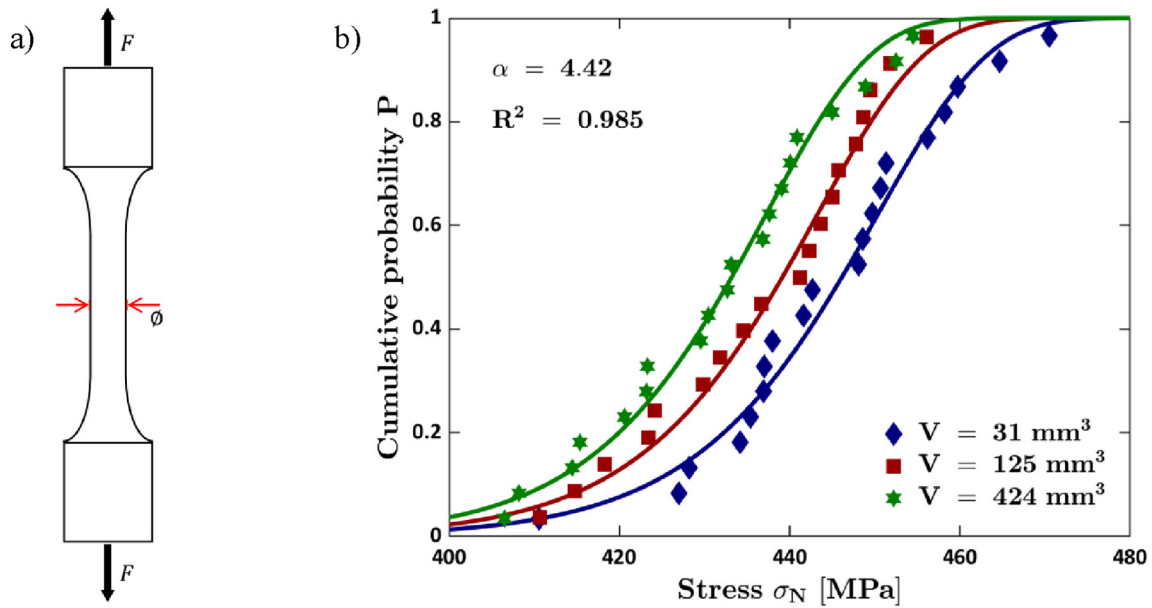 a)
F
ø
F
b)
Cumulative probability P
1
0.8
0.6
0.4
0.2
0
α = 4.42
R² = 0.985
V = 31 mm³
V = 125 mm³
V = 424 mm³
400 420 440 460 480
Stress σN [MPa]